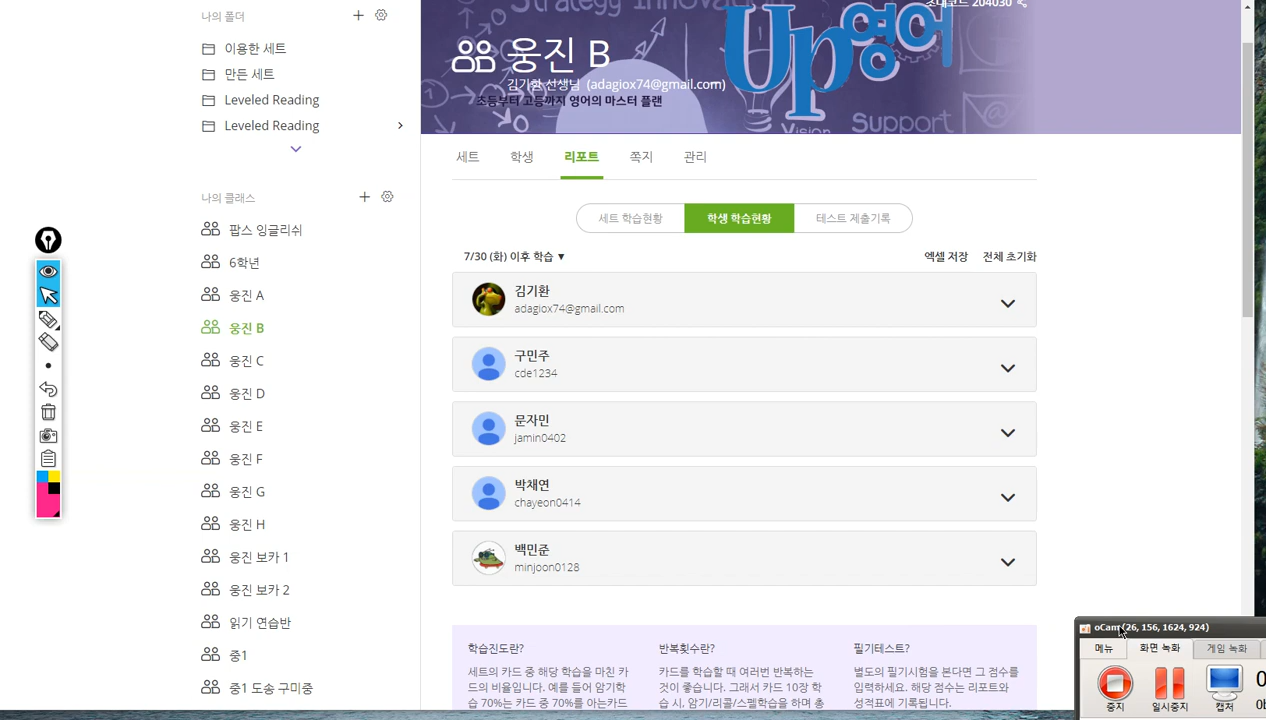 나의 폴더
이용한 세트
만든 세트
Leveled Reading
Leveled Reading
나의 클래스
팝스 잉글리쉬
6학년
웅진 A
웅진 B
웅진 C
웅진 D
웅진 E
웅진 F
웅진 G
웅진 H
웅진 보카 1
웅진 보카 2
읽기 연습반
중1
중1 도송 구미중
초대코드 204030
Strategy Innovation
Up영어
웅진 B
김기환 선생님 (adagiox74@gmail.com)
초등부터 고등까지 영어의 마스터 플랜
Vision
Support
세트 학생 리포트 쪽지 관리
세트 학습현황 학생 학습현황 테스트 제출기록
7/30 (화) 이후 학습 ▼ 엑셀 저장 전체 초기화
김기환
adagiox74@gmail.com
구민주
cde1234
문자민
jamin0402
박채연
chayeon0414
백민준
minjoon0128
학습진도란?
세트의 카드 중 해당 학습을 마친 카
드의 비율입니다. 예를 들어 암기학
습 70%는 카드 중 70%를 아는카드
반복횟수란?
카드를 학습할 때 여러번 반복하는
것이 좋습니다. 그래서 카드 10장 학
습 시, 암기/리콜/스펠학습을 하며 총
필기테스트?
별도의 필기시험을 본다면 그 점수를
입력하세요. 해당 점수는 리포트와
성적표에 기록됩니다.
oCam (26, 156, 1624, 924)
메뉴 화면 녹화 게임 녹화
중지 일시중지 캡처